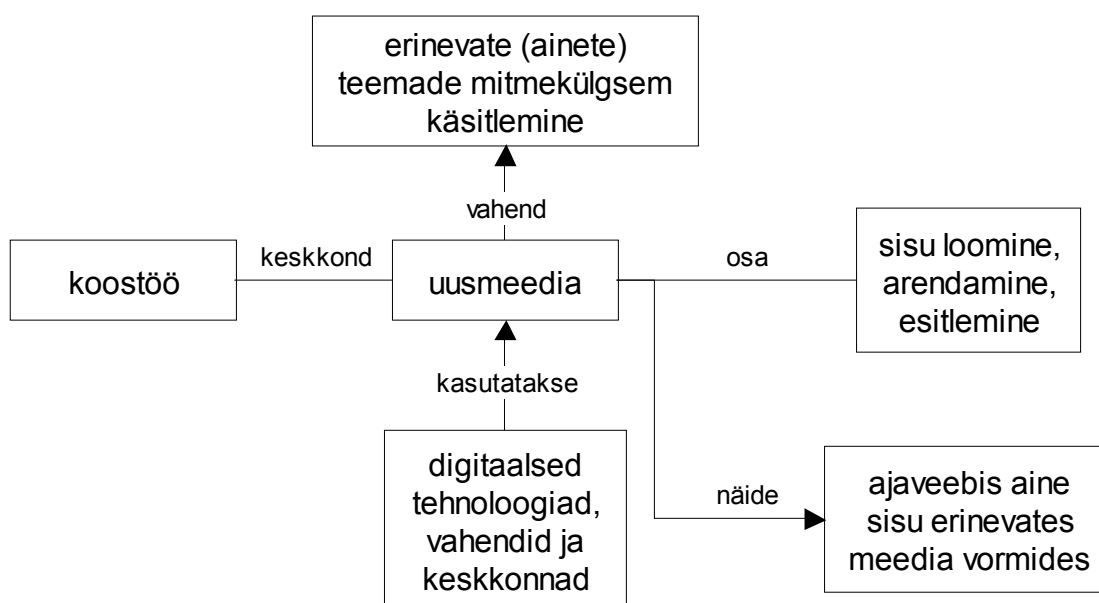 erinevate (ainete)
teemade mitmekülgsem
käsitlemine
vahend
koostöö
keskkond
uusmeedia
osa
sisu loomine,
arendamine,
esitlemine
kasutatakse
digitaalsed
tehnoloogiad,
vahendid ja
keskkonnad
näide
ajaveebis aine
sisu erinevates
meedia vormides